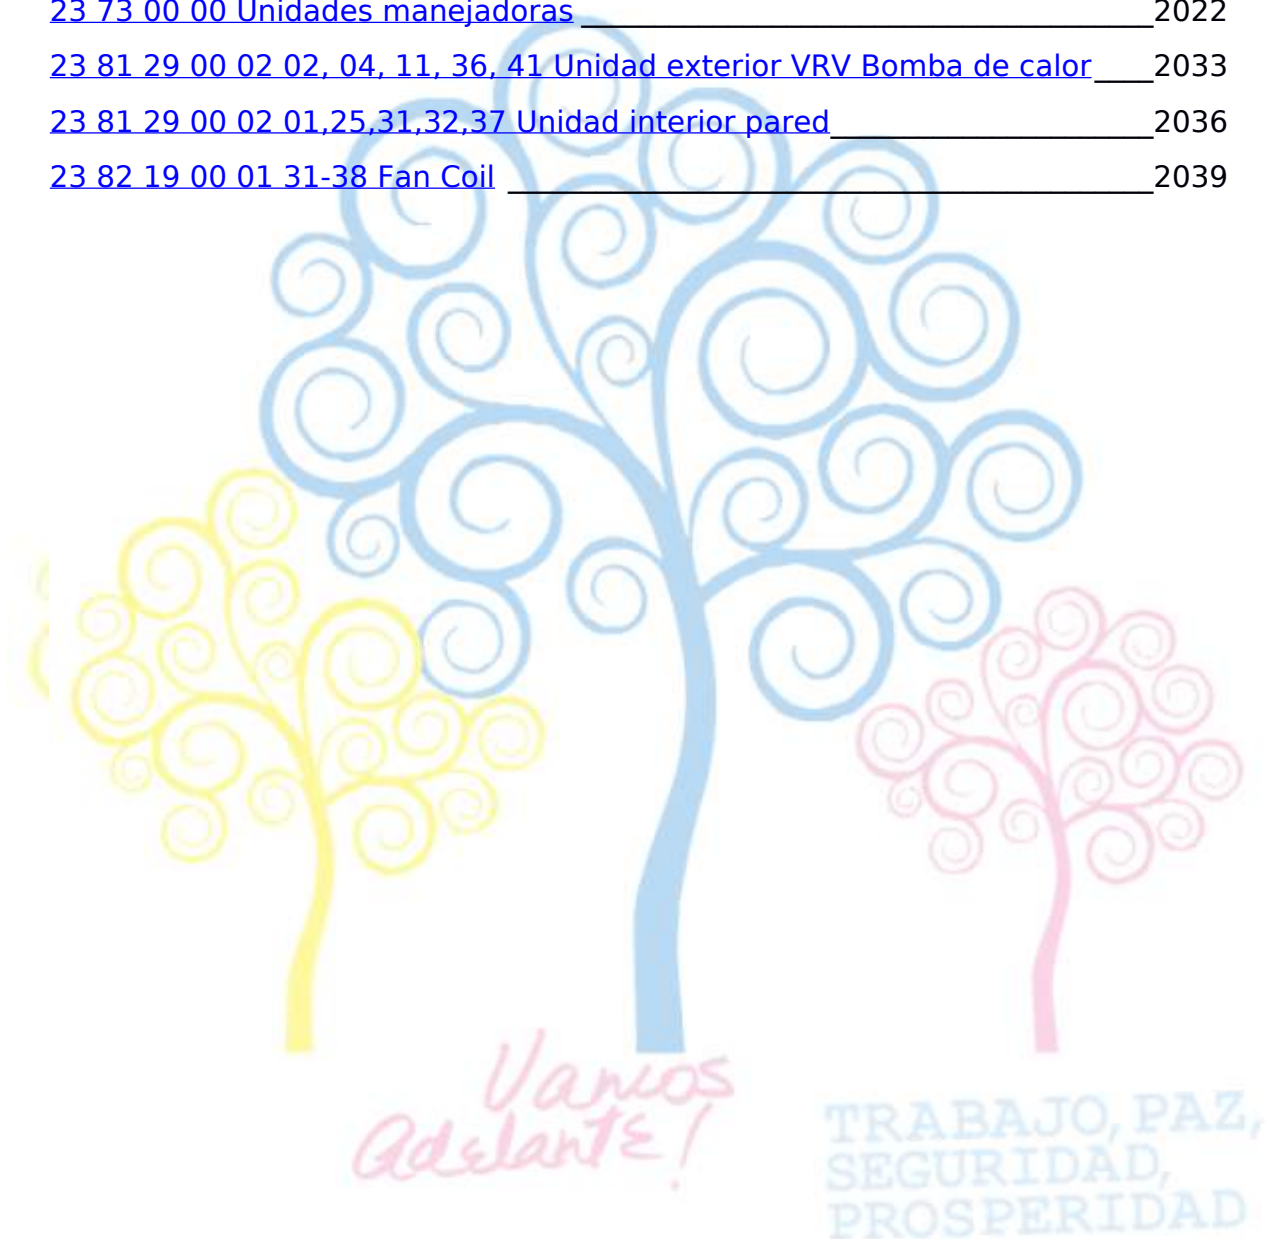 23 73 00 00 Unidades manejadoras 2022
23 81 29 00 02 02, 04, 11, 36, 41 Unidad exterior VRV Bomba de calor 2033
23 81 29 00 02 01,25,31,32,37 Unidad interior pared 2036
23 82 19 00 01 31-38 Fan Coil 2039
Vamos
Adelante!
TRABAJO, PAZ,
SEGURIDAD,
PROSPERIDAD